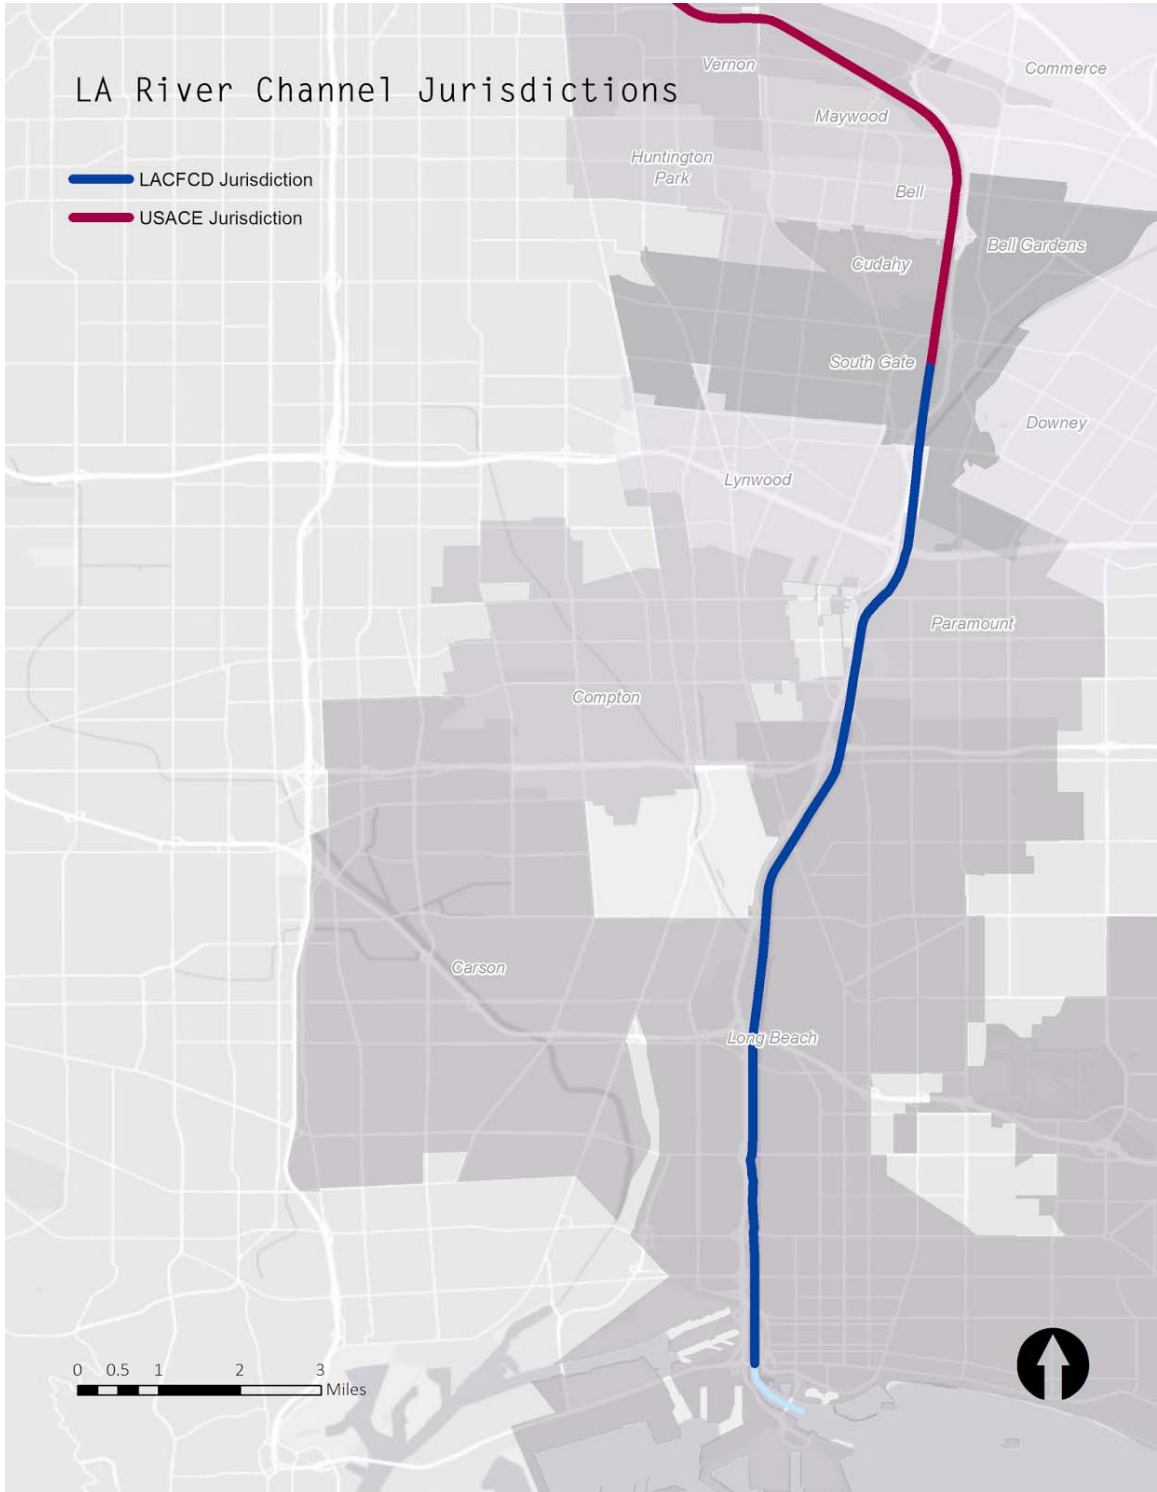 LA River Channel Jurisdictions
LACFCD Jurisdiction
USACE Jurisdiction
Vernon
Commerce
Maywood
Huntington
Park
Bell
Bell Gardens
Cudahy
South Gate
Downey
Lynwood
Paramount
Compton
Carson
Long Beach
0 0.5 1 2 3
Miles